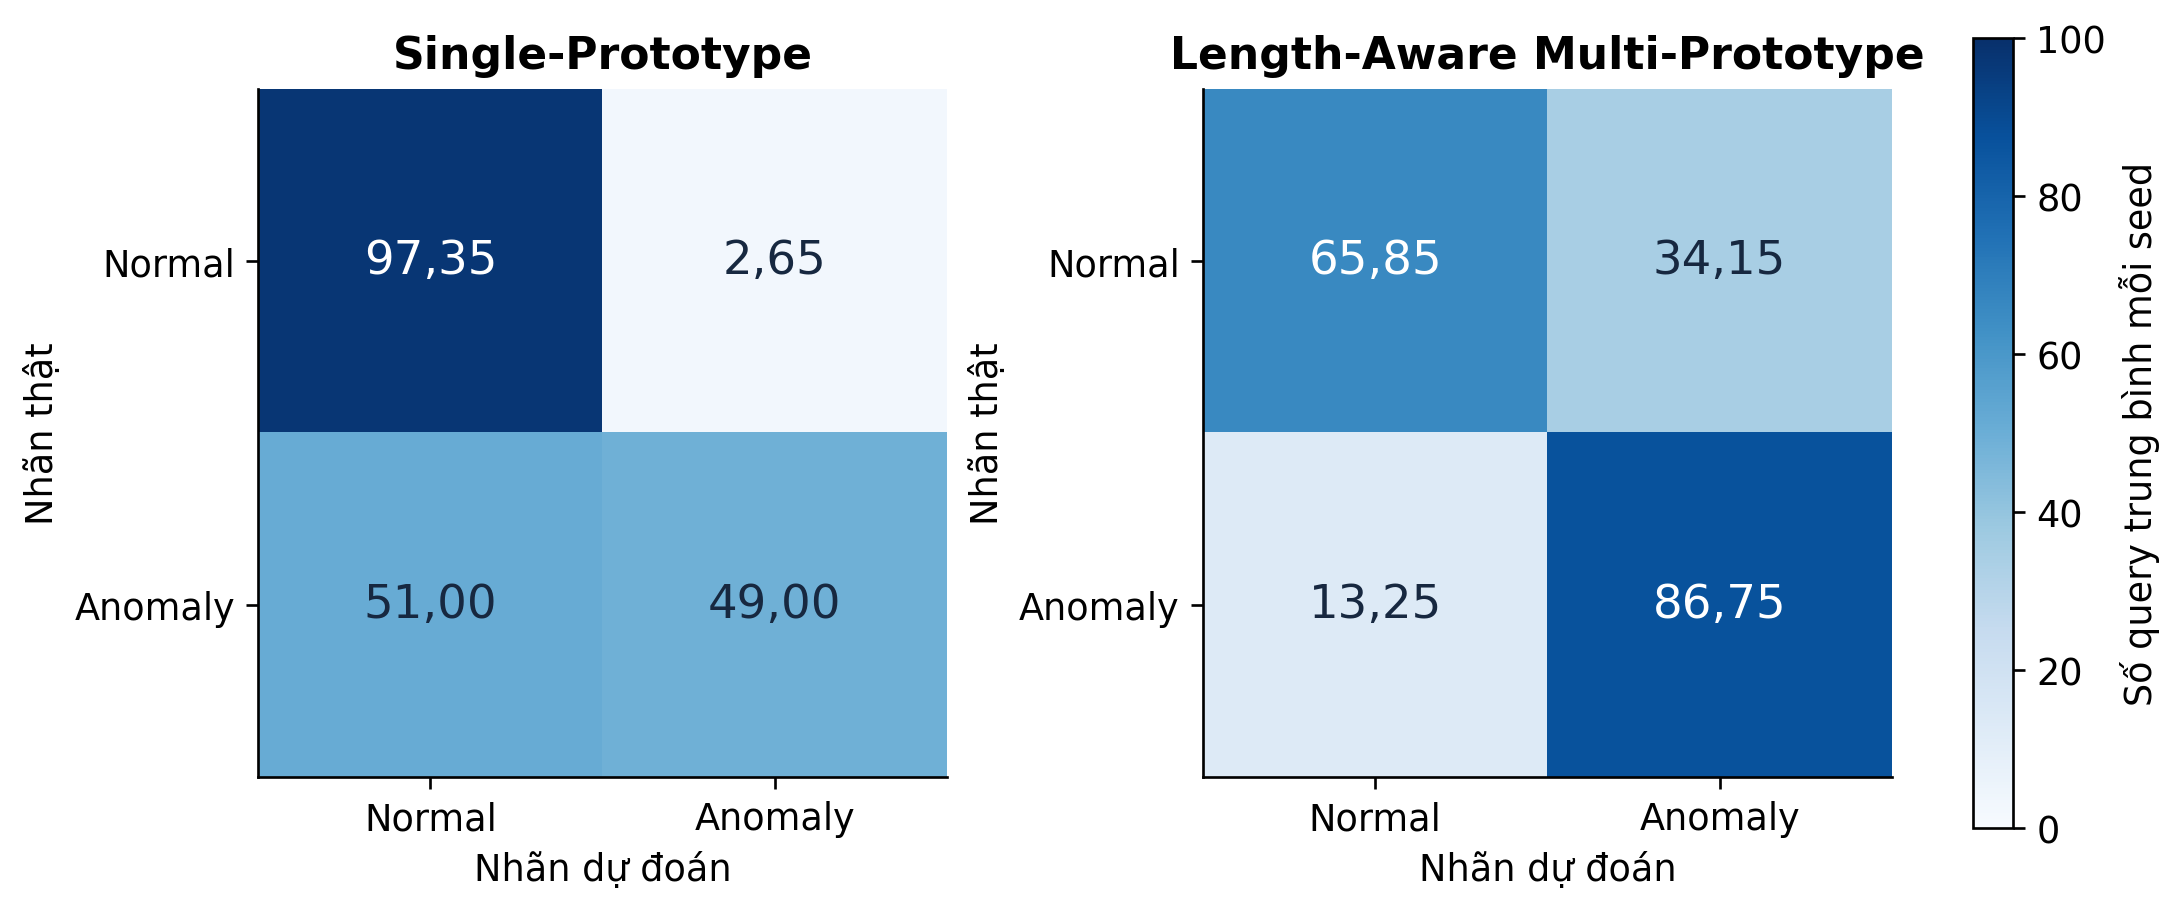 Single-Prototype
Nhãn thật
Normal
97,35
2,65
Anomaly
51,00
49,00
Normal
Anomaly
Nhãn dự đoán
Length-Aware Multi-Prototype
Nhãn thật
Normal
65,85
34,15
Anomaly
13,25
86,75
Normal
Anomaly
Nhãn dự đoán
100
80
60
40
20
0
Số query trung bình mỗi seed